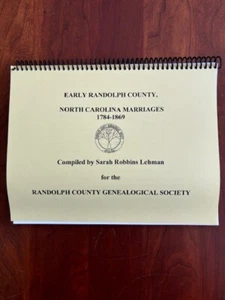 EARLY RANDOLPH COUNTY,
NORTH CAROLINA MARRIAGES
1784-1869
Compiled by Sarah Robbins Lehman
for the
RANDOLPH COUNTY GENEALOGICAL SOCIETY